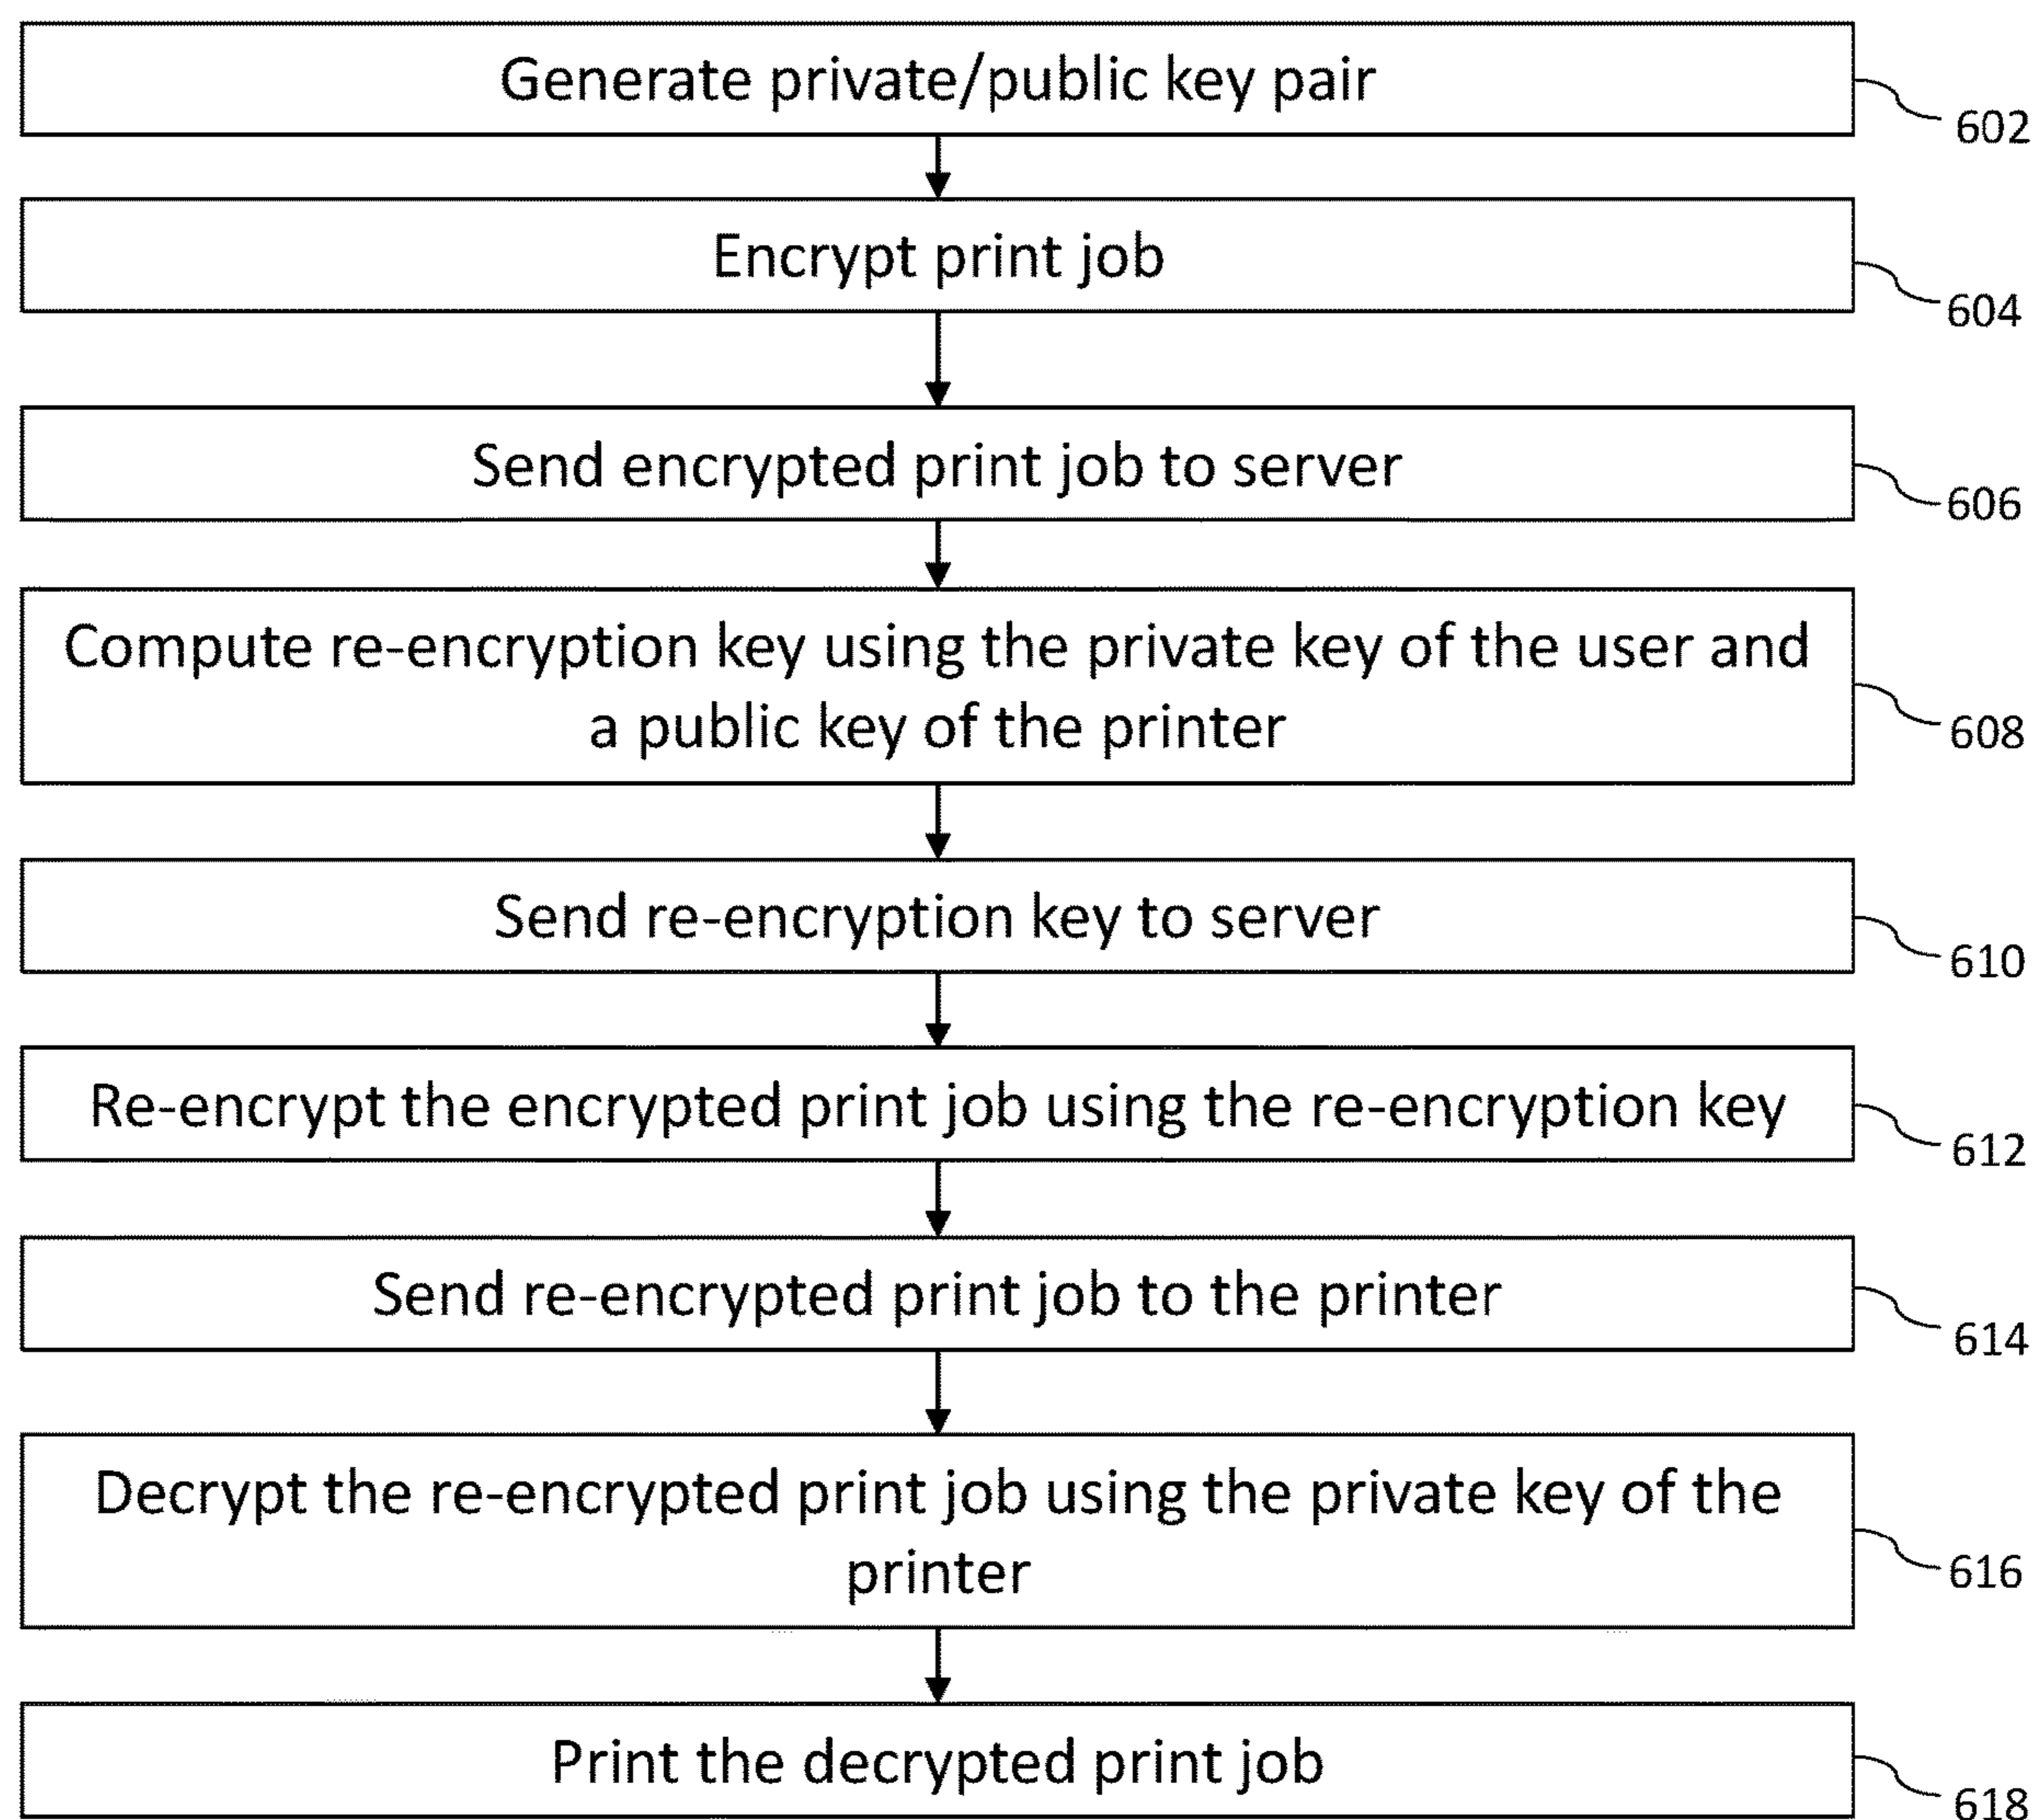 Generate private/public key pair
602
Encrypt print job
604
Send encrypted print job to server
606
Compute re-encryption key using the private key of the user and
a public key of the printer
608
Send re-encryption key to server
610
Re-encrypt the encrypted print job using the re-encryption key
612
Send re-encrypted print job to the printer
614
Decrypt the re-encrypted print job using the private key of the
printer
616
Print the decrypted print job
618